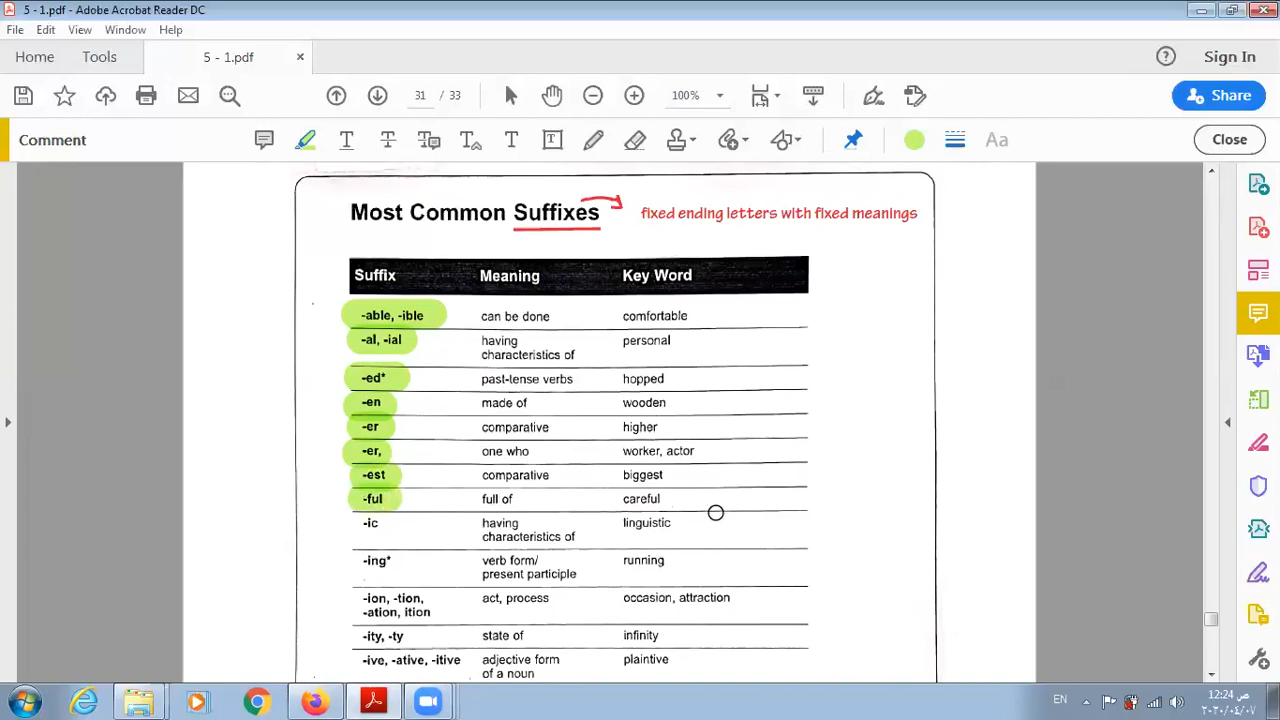 5 - 1.pdf - Adobe Acrobat Reader DC
File Edit View Window Help
Home Tools 5 - 1.pdf × Sign In
31 / 33 100% Share
Comment Aa Close
Most Common Suffixes fixed ending letters with fixed meanings
Suffix Meaning Key Word
-able, -ible can be done comfortable
-al, -ial having characteristics of personal
-ed* past-tense verbs hopped
-en made of wooden
-er comparative higher
-er, one who worker, actor
-est comparative biggest
-ful full of careful
-ic having characteristics of linguistic
-ing* verb form/ present participle running
-ion, -tion, -ation, ition act, process occasion, attraction
-ity, -ty state of infinity
-ive, -ative, -itive adjective form of a noun plaintive
EN 12:24 ص
٢٠٢٠/٠٤/٠٧